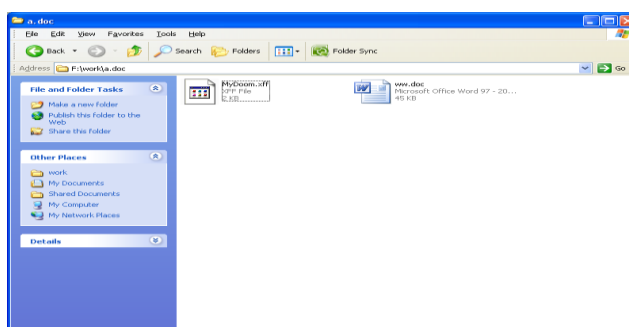 a.doc
File Edit View Favorites Tools Help
Back Search Folders Folder Sync
Address F:\work\a.doc Go
File and Folder Tasks
Make a new folder
Publish this folder to the
Web
Share this folder
Other Places
work
My Documents
Shared Documents
My Computer
My Network Places
Details
MyDoom.xff
XFF File
2 KB
ww.doc
Microsoft Office Word 97 - 20...
45 KB